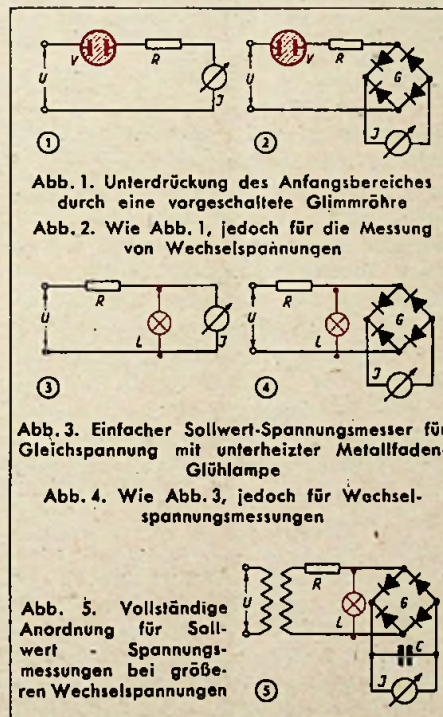 U V R J
①
U V R G J
②
Abb. 1. Unterdrückung des Anfangsbereiches
durch eine vorgeschaltete Glimmröhre
Abb. 2. Wie Abb. 1, jedoch für die Messung
von Wechselspannungen
U R L J
③
U R L G J
④
Abb. 3. Einfacher Sollwert-Spannungsmesser für
Gleichspannung mit unterheizter Metallfaden-
Glühlampe
Abb. 4. Wie Abb. 3, jedoch für Wechsel-
spannungsmessungen
Abb. 5. Vollständige
Anordnung für Soll-
wert - Spannungs-
messungen bei größe-
ren Wechselspannungen
U R L G C J
⑤